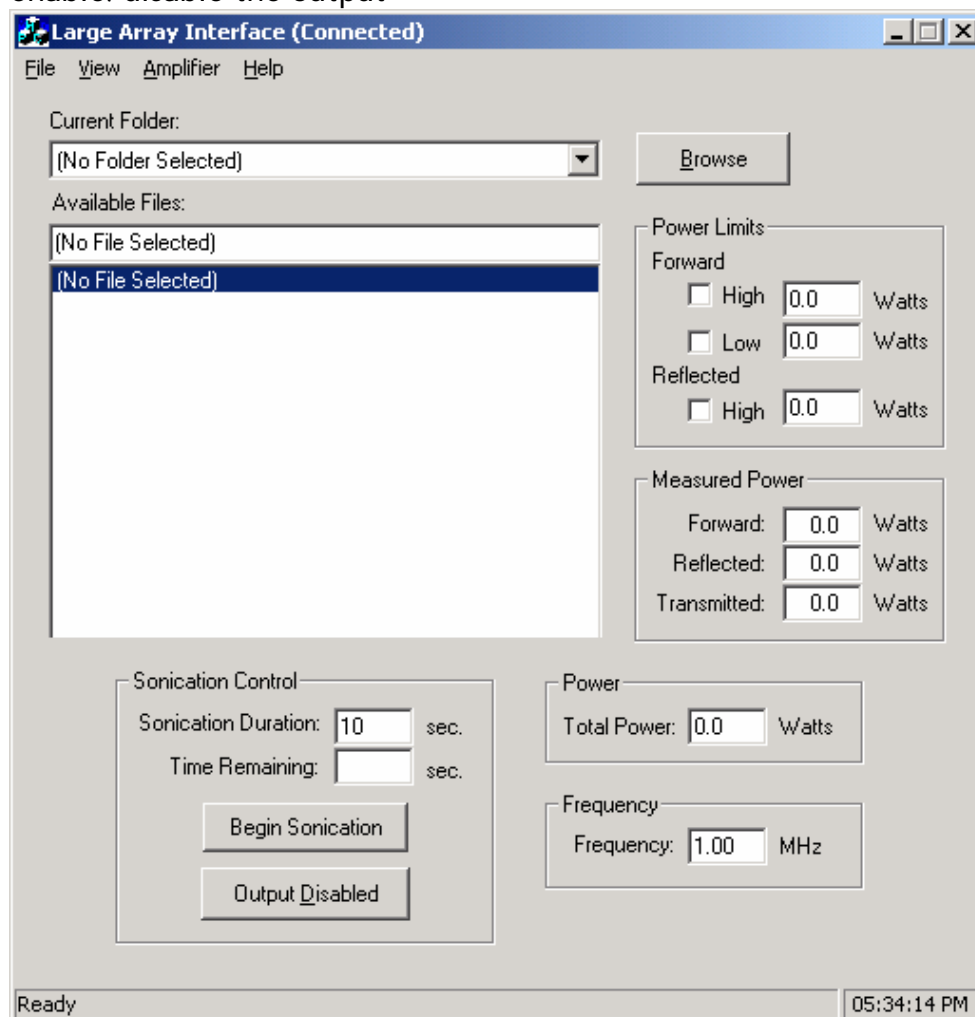 enable/disable the output
Large Array Interface (Connected)
File View Amplifier Help
Current Folder:
(No Folder Selected)
Browse
Available Files:
(No File Selected)
(No File Selected)
Power Limits
Forward
High 0.0 Watts
Low 0.0 Watts
Reflected
High 0.0 Watts
Measured Power
Forward: 0.0 Watts
Reflected: 0.0 Watts
Transmitted: 0.0 Watts
Sonication Control
Sonication Duration: 10 sec.
Time Remaining: sec.
Begin Sonication
Output Disabled
Power
Total Power: 0.0 Watts
Frequency
Frequency: 1.00 MHz
Ready
05:34:14 PM